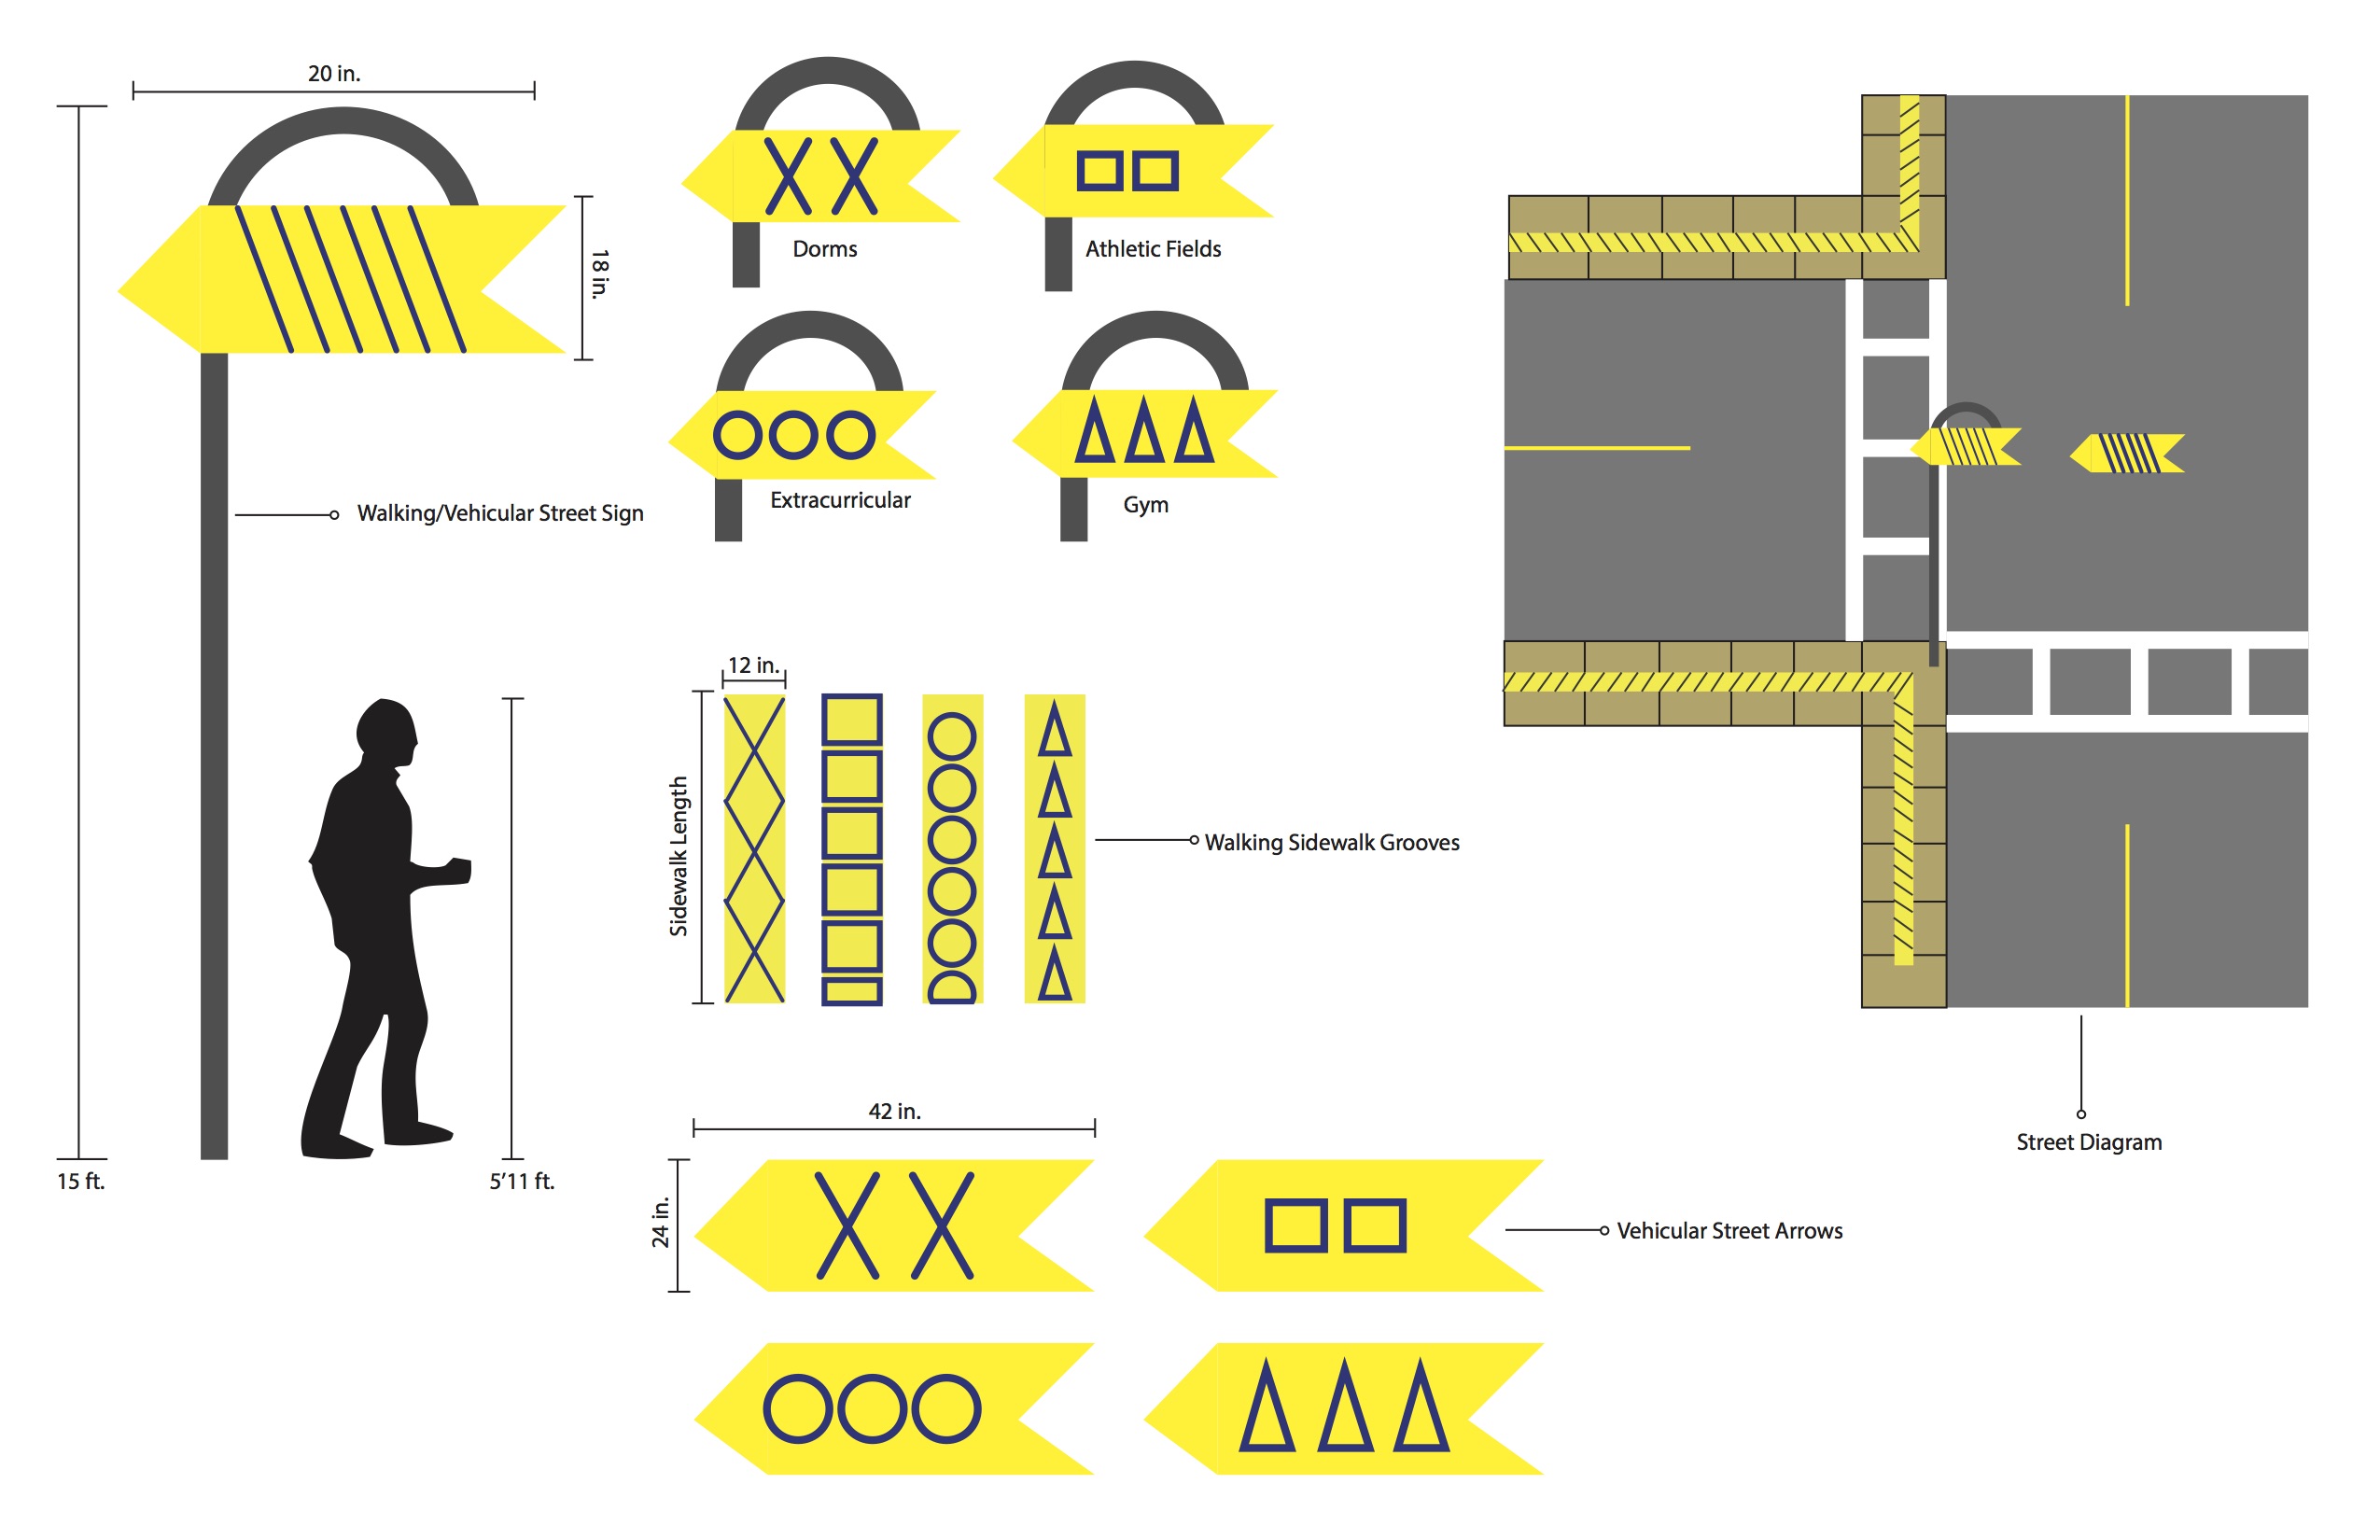 20 in.
18 in.
Dorms
Athletic Fields
Extracurricular
Gym
Walking/Vehicular Street Sign
12 in.
Sidewalk Length
Walking Sidewalk Grooves
15 ft.
5’11 ft.
42 in.
24 in.
Vehicular Street Arrows
Street Diagram